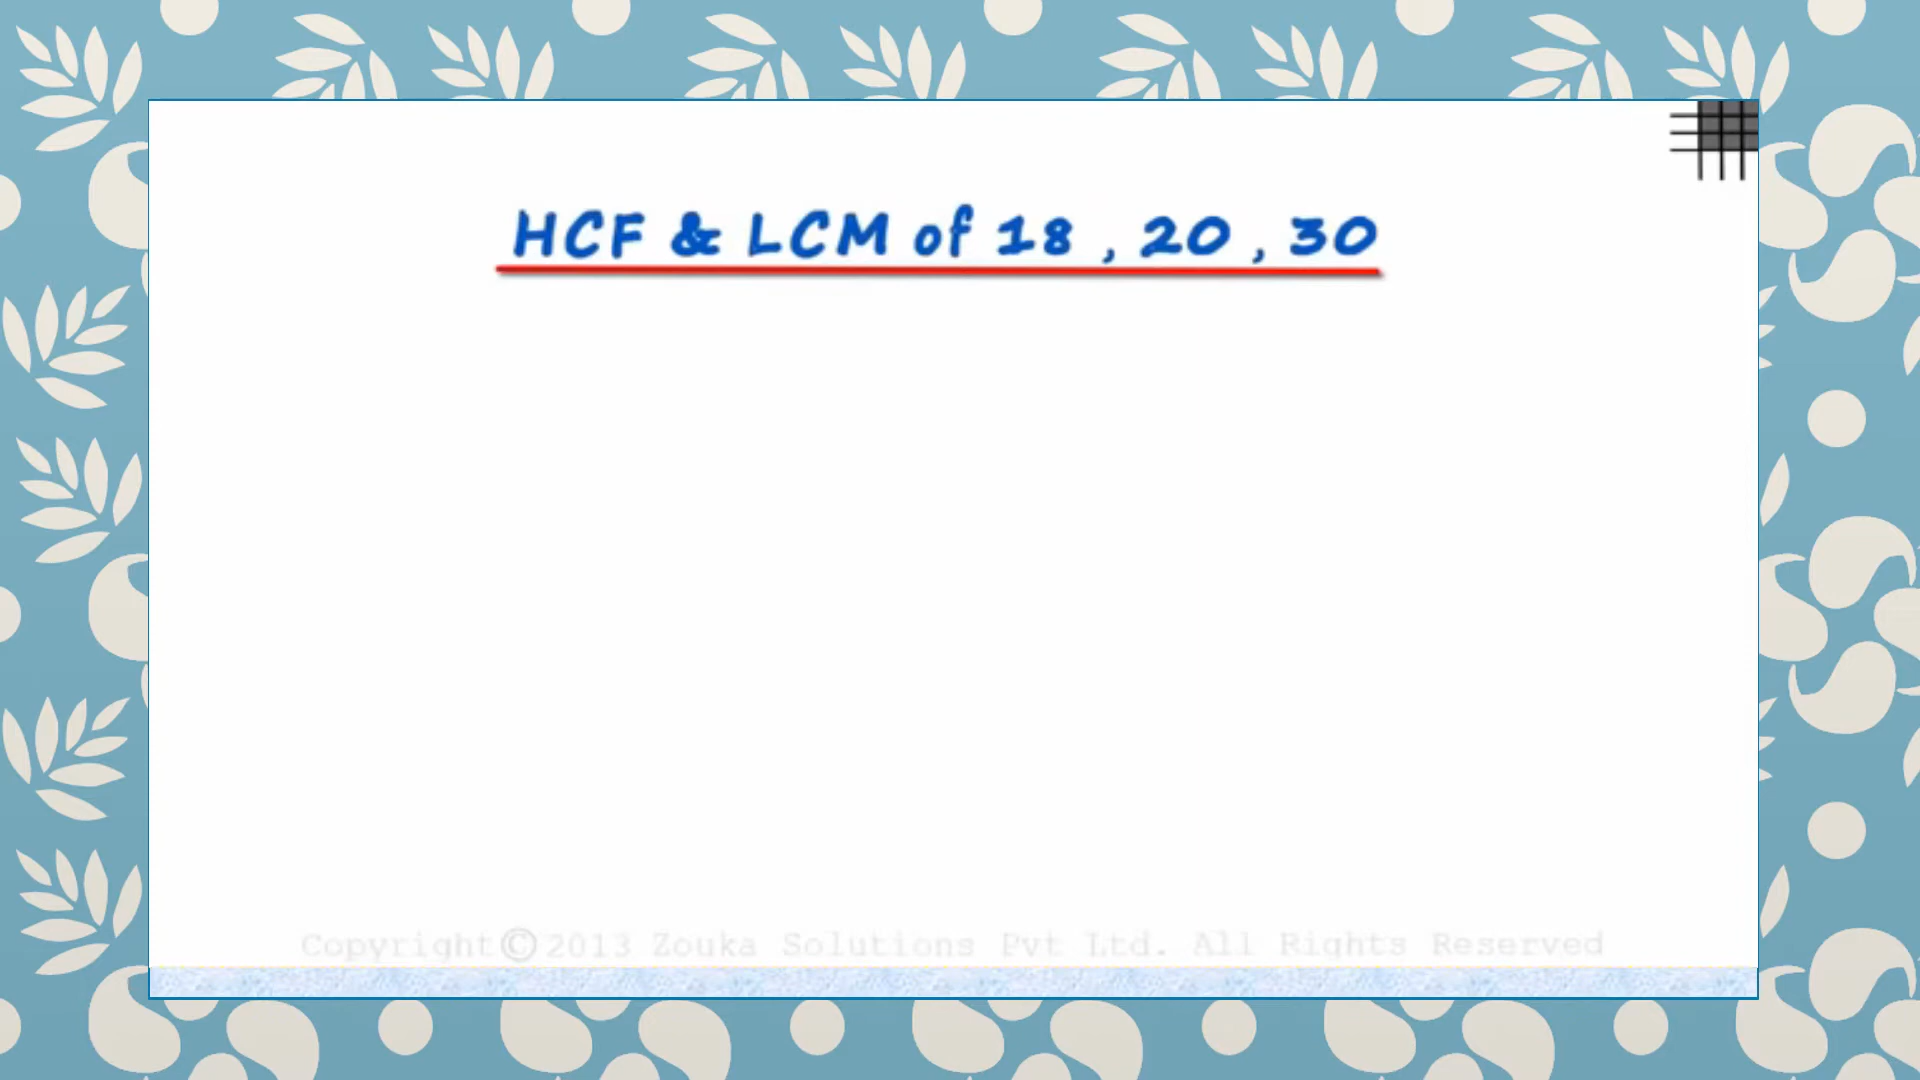 HCF & LCM of 18 , 20 , 30
Copyright©2013 Zouka Solutions Pvt Ltd. All Rights Reserved